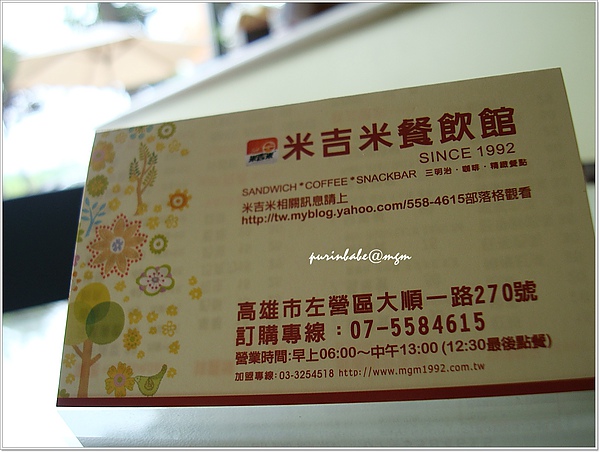 米吉米
米吉米餐飲館
SINCE 1992
SANDWICH*COFFEE*SNACKBAR 三明治·咖啡·精緻餐點
米吉米相關訊息請上
http://tw.myblog.yahoo.com/558-4615部落格觀看
purinbabe@mgm
高雄市左營區大順一路270號
訂購專線：07-5584615
營業時間:早上06:00~中午13:00 (12:30最後點餐)
加盟專線:03-3254518 http://www.mgm1992.com.tw